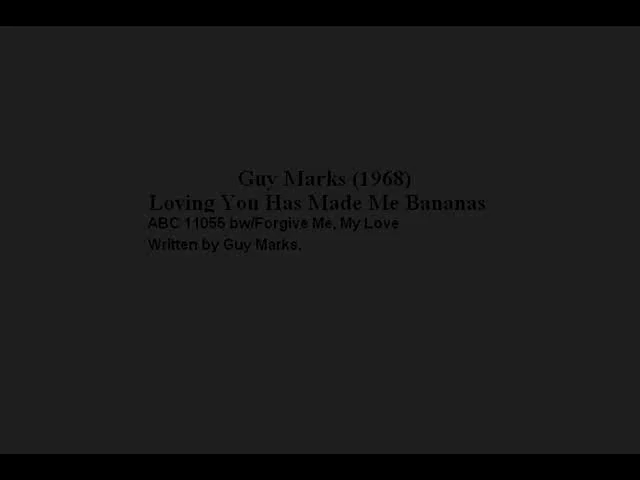 Guy Marks (1968)
Loving You Has Made Me Bananas
ABC 11055 bw/Forgive Me, My Love
Written by Guy Marks.